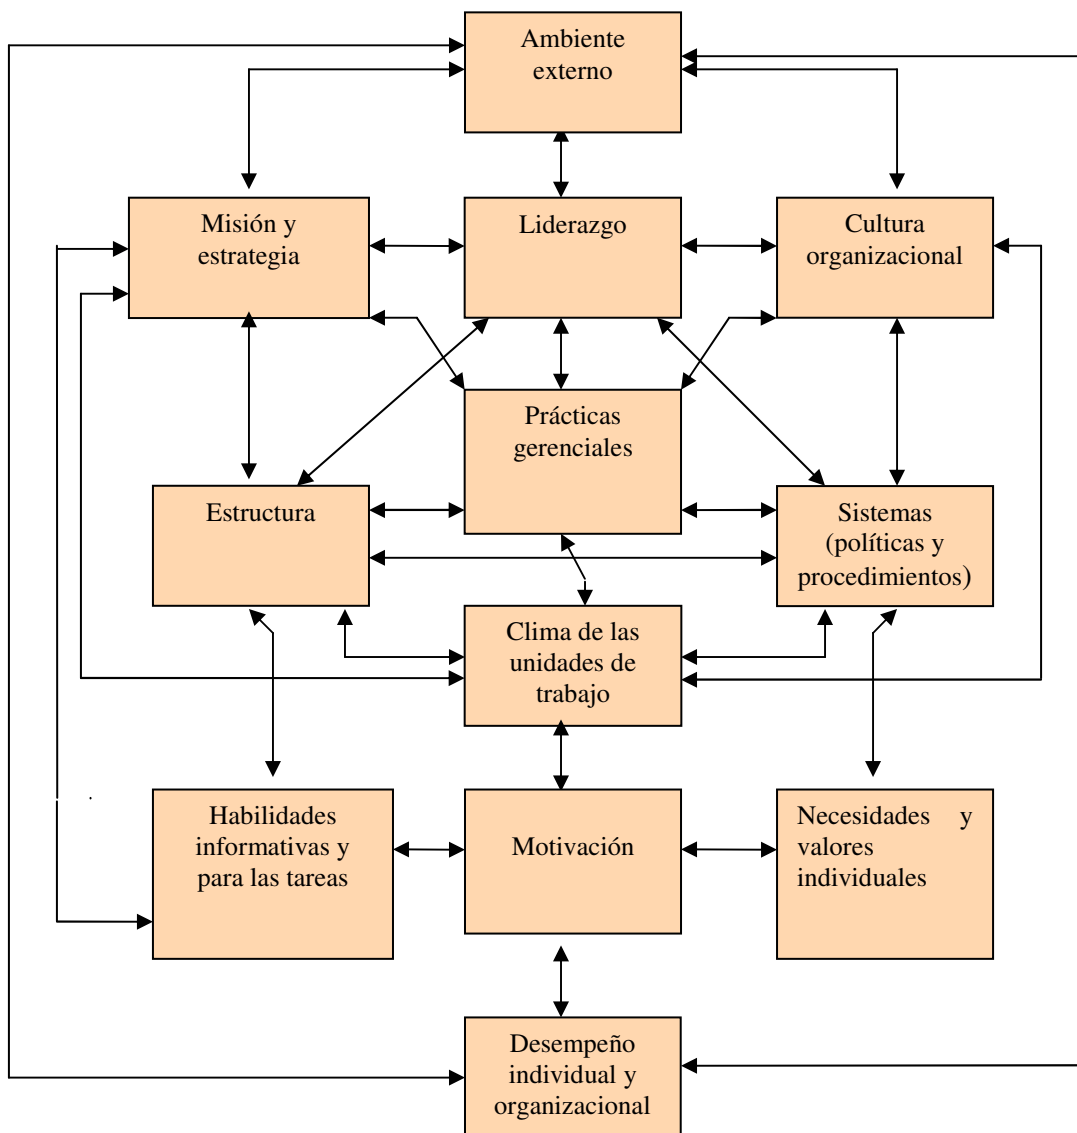 Ambiente
externo
Misión y
estrategia
Liderazgo
Cultura
organizacional
Prácticas
gerenciales
Estructura
Sistemas
(políticas y
procedimientos)
Clima de las
unidades de
trabajo
Habilidades
informativas y
para las tareas
Motivación
Necesidades y
valores
individuales
Desempeño
individual y
organizacional